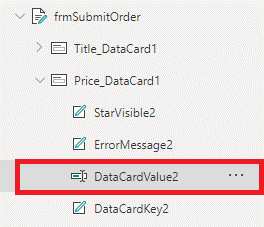 frmSubmitOrder
Title_DataCard1
Price_DataCard1
StarVisible2
ErrorMessage2
DataCardValue2 ...
DataCardKey2